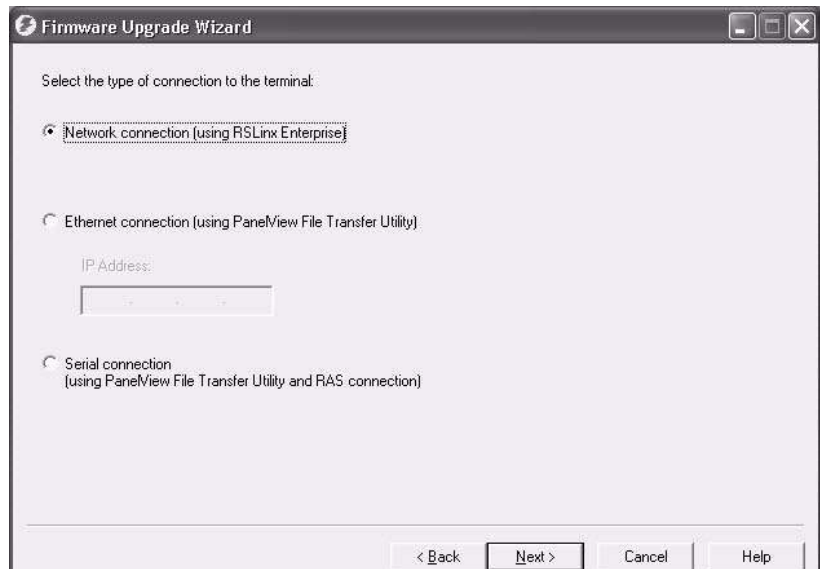 Firmware Upgrade Wizard
Select the type of connection to the terminal:
Network connection (using RSLinx Enterprise)
Ethernet connection (using PanelView File Transfer Utility)
IP Address:
Serial connection
(using PanelView File Transfer Utility and RAS connection)
< Back Next > Cancel Help